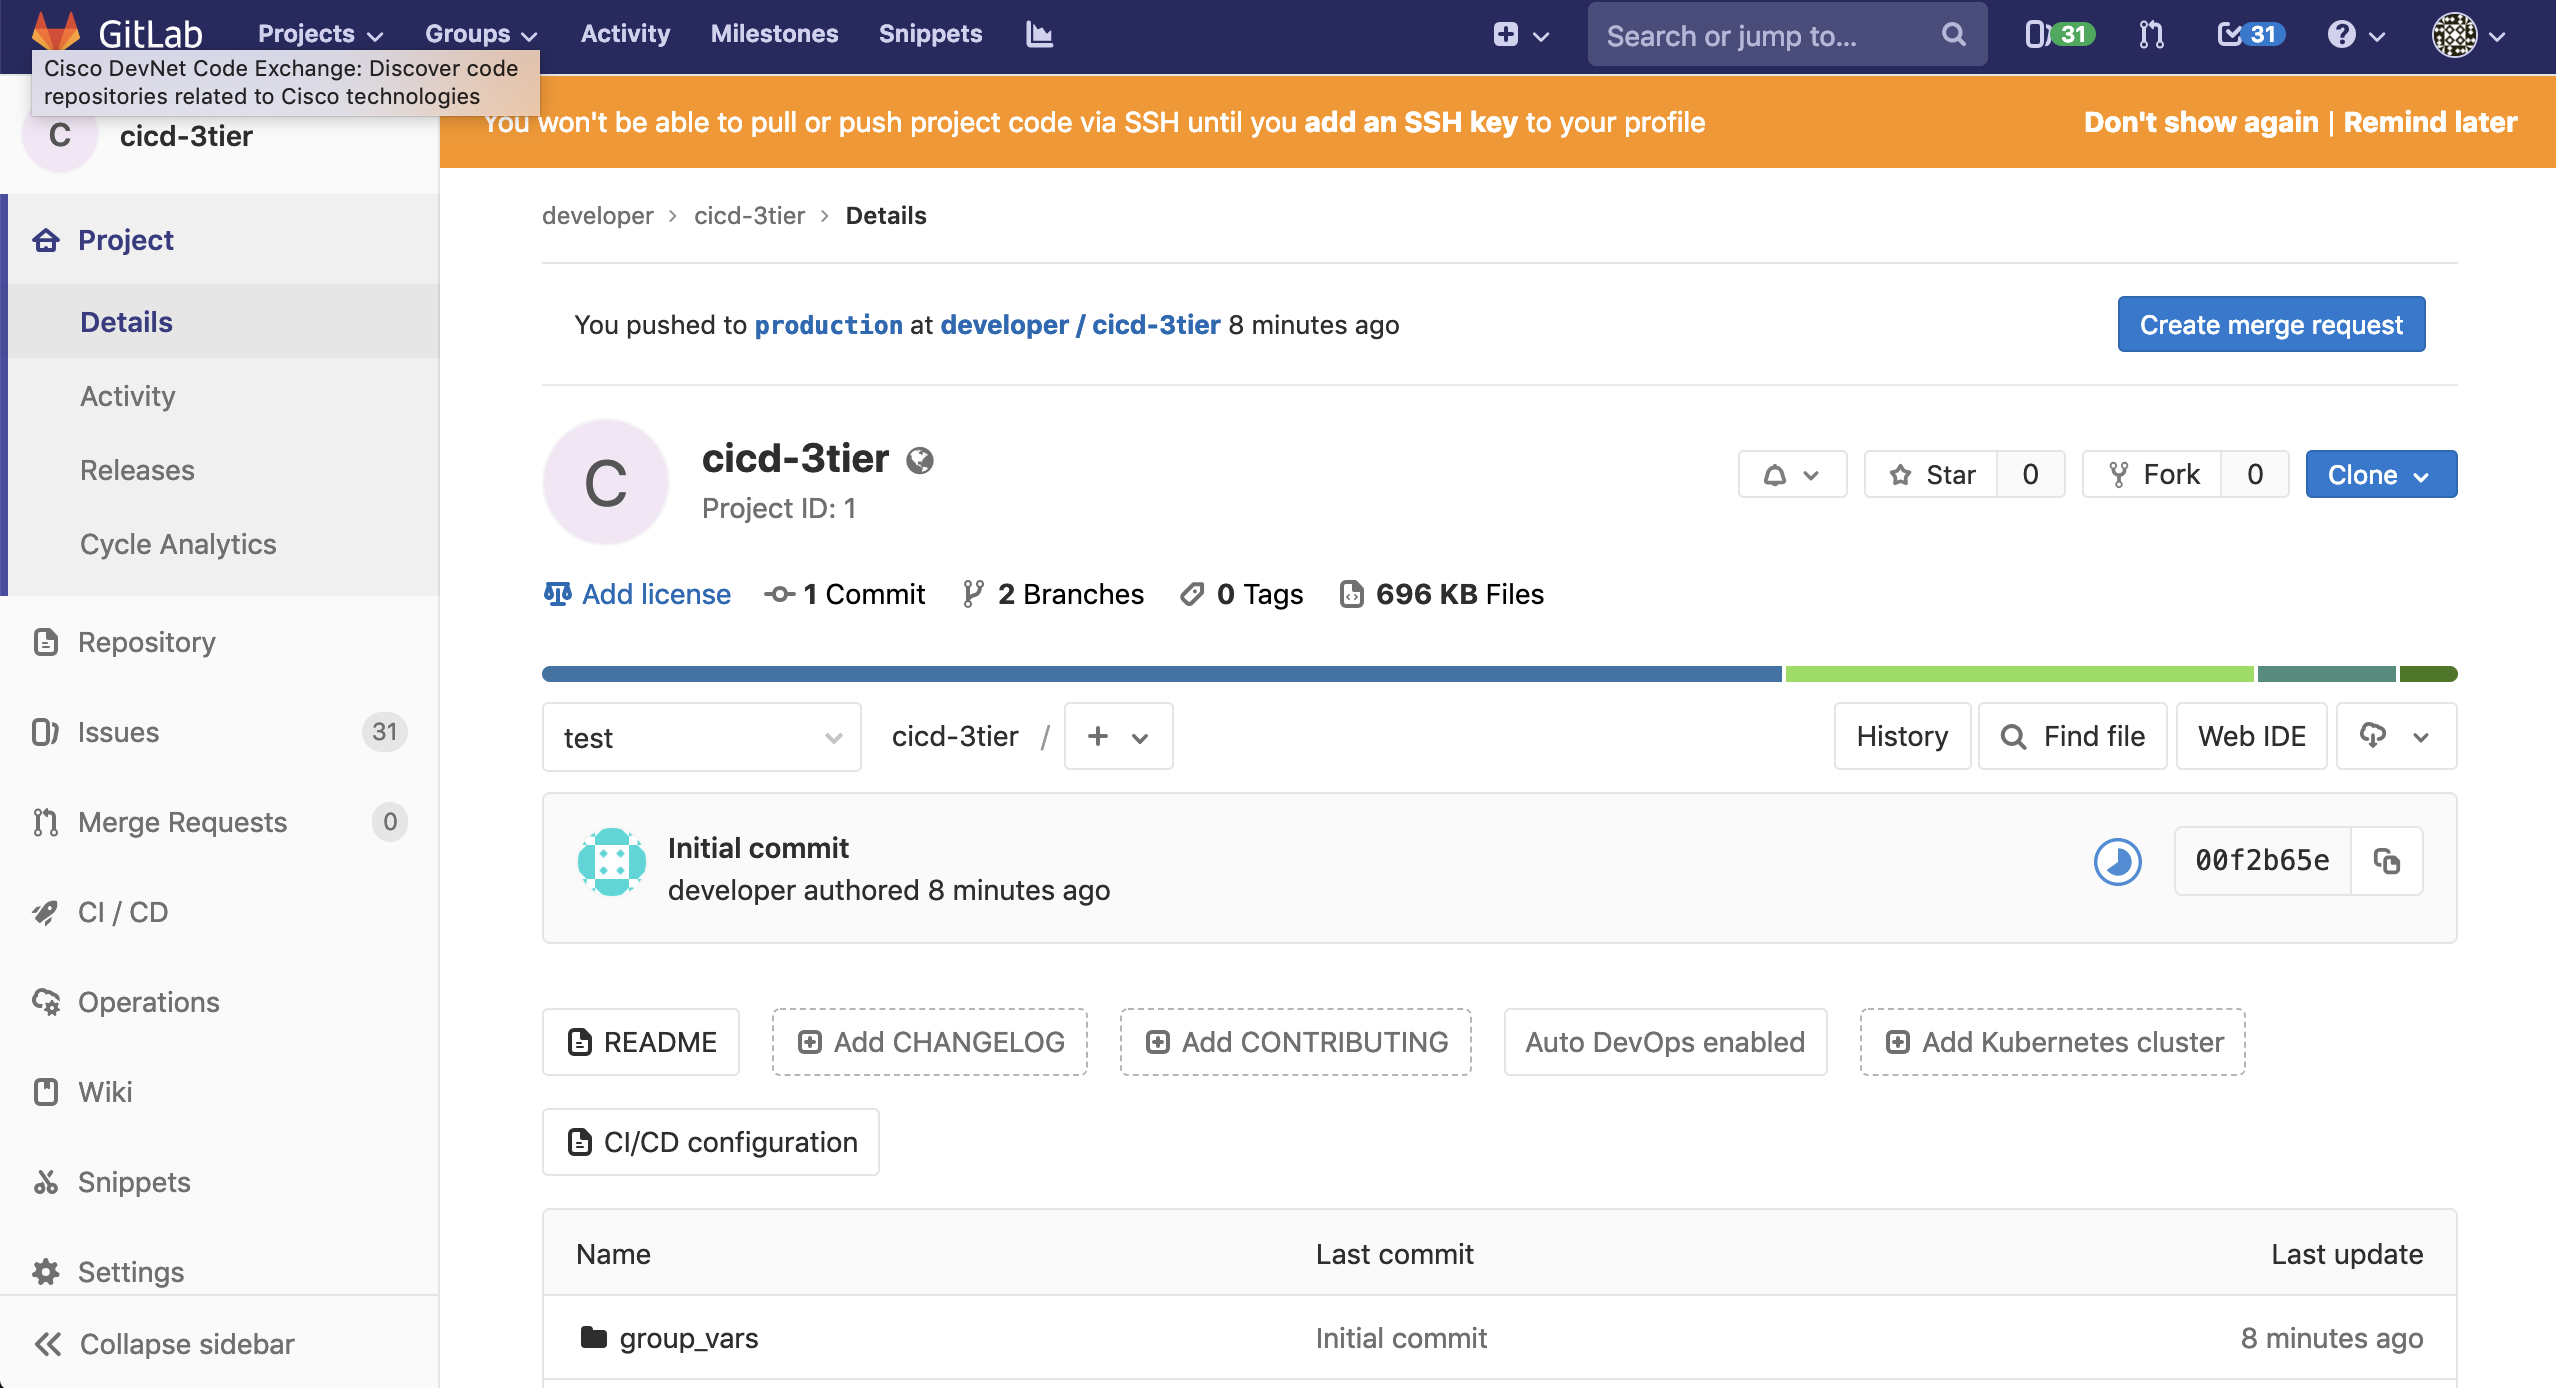 GitLab Projects Groups Activity Milestones Snippets Search or jump to... 31 31
Cisco DevNet Code Exchange: Discover code
repositories related to Cisco technologies
C cicd-3tier
You won't be able to pull or push project code via SSH until you add an SSH key to your profile Don't show again | Remind later
Project
Details
Activity
Releases
Cycle Analytics
Repository
Issues 31
Merge Requests 0
CI / CD
Operations
Wiki
Snippets
Settings
Collapse sidebar
developer > cicd-3tier > Details
You pushed to production at developer / cicd-3tier 8 minutes ago Create merge request
C
cicd-3tier
Project ID: 1
Star 0 Fork 0 Clone
Add license 1 Commit 2 Branches 0 Tags 696 KB Files
test cicd-3tier / + History Find file Web IDE
Initial commit
developer authored 8 minutes ago
00f2b65e
README Add CHANGELOG Add CONTRIBUTING Auto DevOps enabled Add Kubernetes cluster
CI/CD configuration
Name Last commit Last update
group_vars Initial commit 8 minutes ago